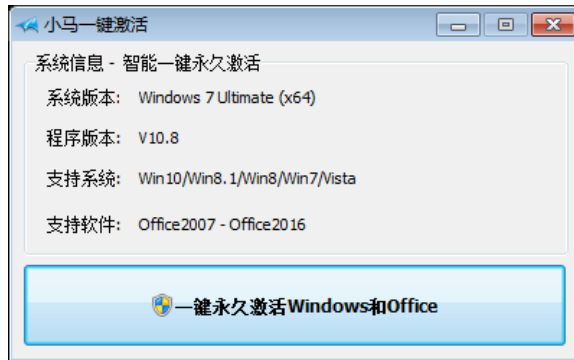 小马一键激活
系统信息 - 智能一键永久激活
系统版本: Windows 7 Ultimate (x64)
程序版本: V10.8
支持系统: Win10/Win8.1/Win8/Win7/Vista
支持软件: Office2007 - Office2016
一键永久激活Windows和Office